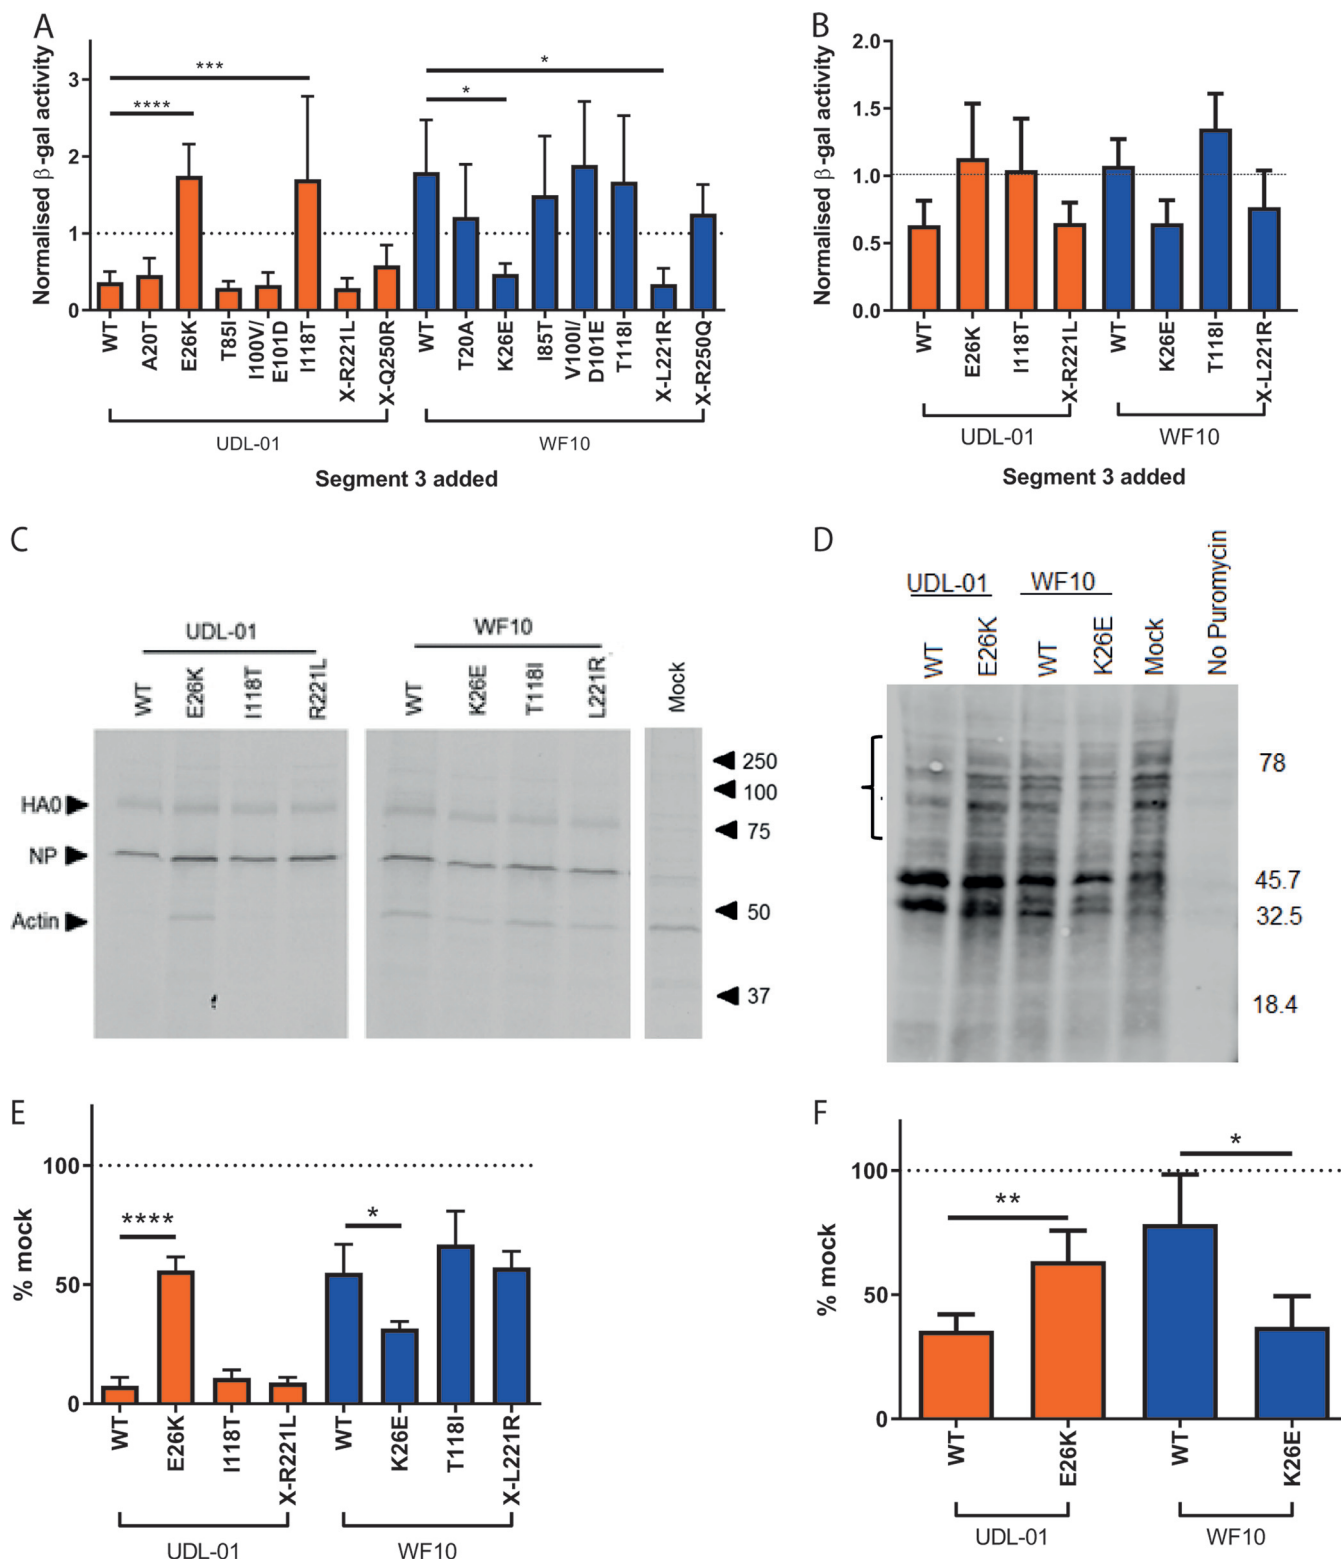 A
Normalised β-gal activity
3
2
1
0
***
****
*
*
WT
A20T
E26K
T85I
I100V/
E101D
I118T
X-R221L
X-Q250R
WT
T20A
K26E
I85T
V100I/
D101E
T118I
X-L221R
X-R250Q
UDL-01
WF10
Segment 3 added
B
Normalised β-gal activity
2.0
1.5
1.0
0.5
0.0
WT
E26K
I118T
X-R221L
WT
K26E
T118I
X-L221R
UDL-01
WF10
Segment 3 added
C
UDL-01
WF10
WT
E26K
I118T
R221L
WT
K26E
T118I
L221R
Mock
HA0
NP
Actin
250
100
75
50
37
D
UDL-01
WF10
WT
E26K
WT
K26E
Mock
No Puromycin
78
45.7
32.5
18.4
E
% mock
100
50
0
****
*
WT
E26K
I118T
X-R221L
WT
K26E
T118I
X-L221R
UDL-01
WF10
F
% mock
100
50
0
**
*
WT
E26K
WT
K26E
UDL-01
WF10